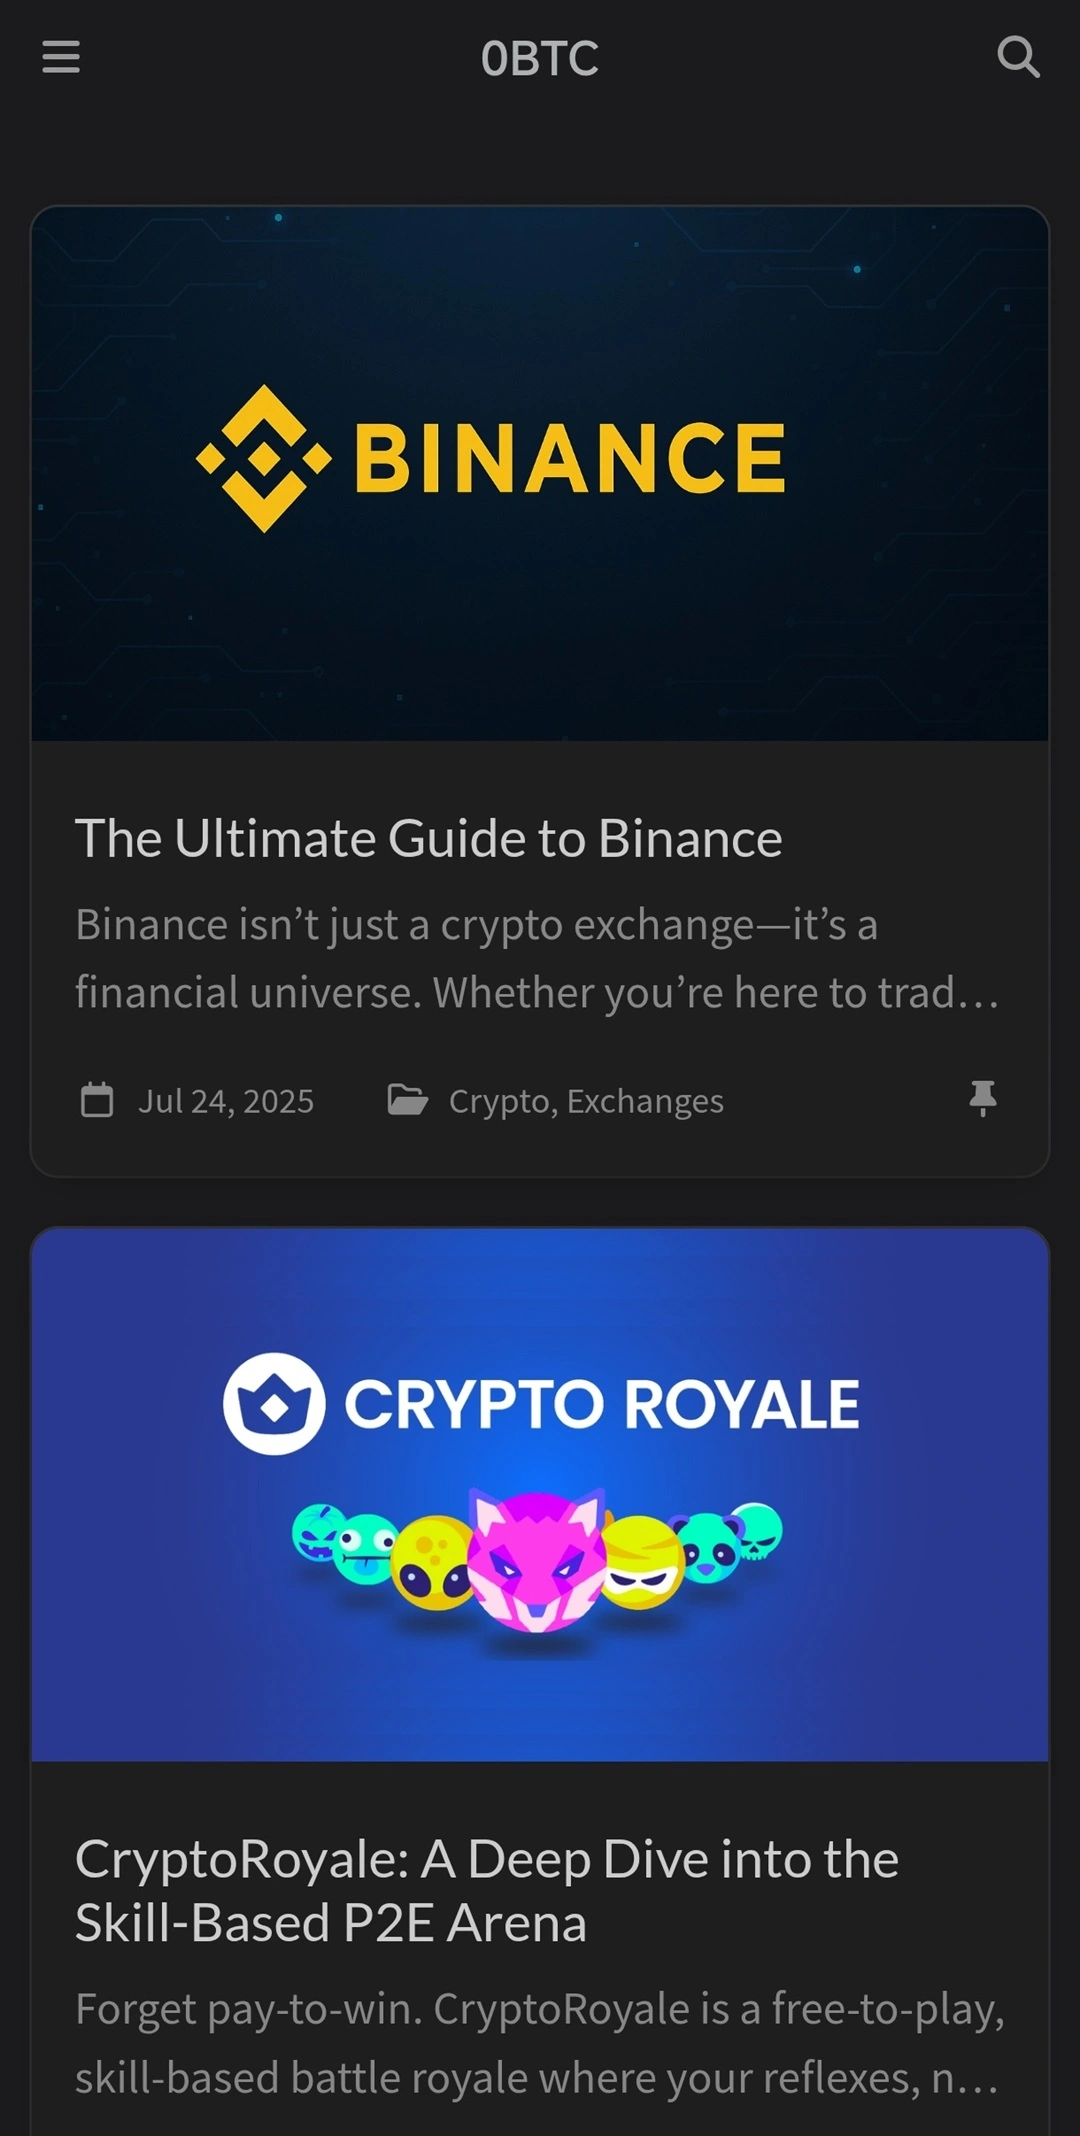 0BTC
BINANCE
The Ultimate Guide to Binance
Binance isn’t just a crypto exchange—it’s a
financial universe. Whether you’re here to trad…
Jul 24, 2025
Crypto, Exchanges
CRYPTO ROYALE
CryptoRoyale: A Deep Dive into the
Skill-Based P2E Arena
Forget pay-to-win. CryptoRoyale is a free-to-play,
skill-based battle royale where your reflexes, n…